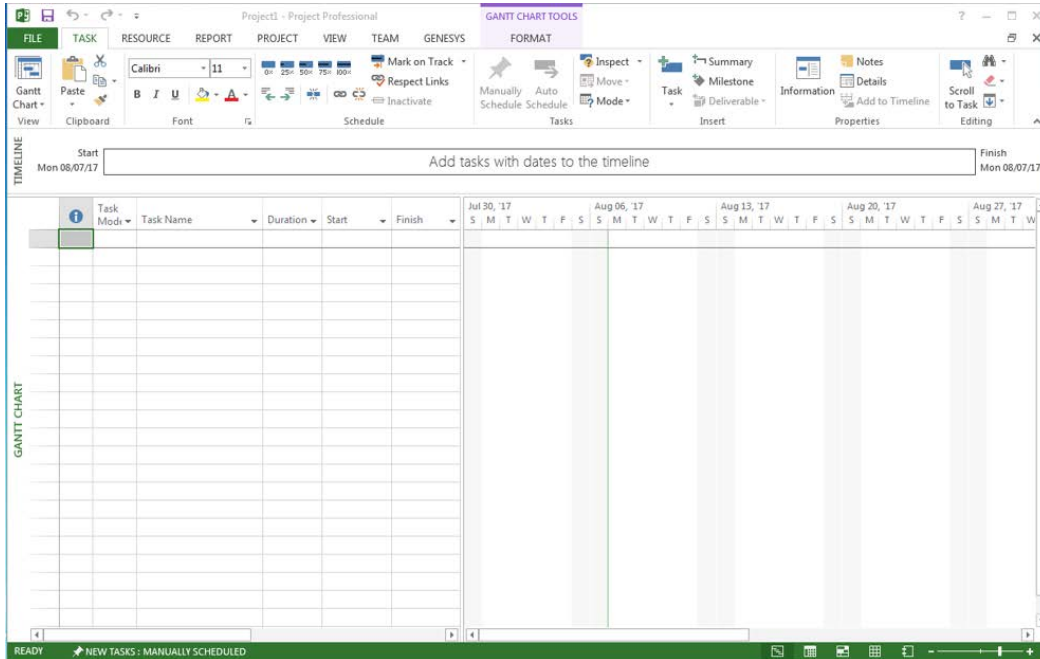 Project1 - Project Professional
GANTT CHART TOOLS
FILE TASK RESOURCE REPORT PROJECT VIEW TEAM GENESYS FORMAT
Gantt Chart
Paste
Calibri 11
B I U A
0% 25% 50% 75% 100%
Mark on Track
Respect Links
Inactivate
Manually Schedule
Auto Schedule
Inspect
Move
Mode
Task
Summary
Milestone
Deliverable
Information
Notes
Details
Add to Timeline
Scroll to Task
View Clipboard Font Schedule Tasks Insert Properties Editing
TIMELINE
Start
Mon 08/07/17
Add tasks with dates to the timeline
Finish
Mon 08/07/17
Task Mode Task Name Duration Start Finish
Jul 30, '17 Aug 06, '17 Aug 13, '17 Aug 20, '17 Aug 27, '17
S M T W T F S S M T W T F S S M T W T F S S M T W T F S S M T W
GANTT CHART
READY NEW TASKS : MANUALLY SCHEDULED